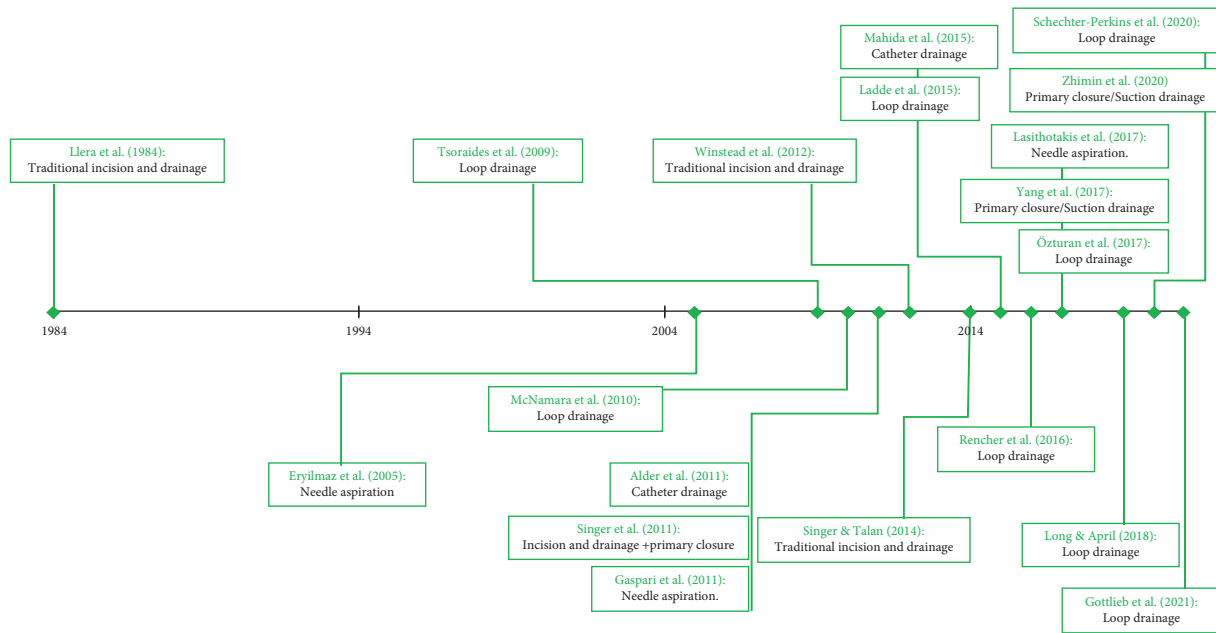 Schechter-Perkins et al. (2020):
Loop drainage
Mahida et al. (2015):
Catheter drainage
Zhimin et al. (2020)
Primary closure/Suction drainage
Ladde et al. (2015):
Loop drainage
Llera et al. (1984):
Traditional incision and drainage
Tsoraides et al. (2009):
Loop drainage
Winstead et al. (2012):
Traditional incision and drainage
Lasithotakis et al. (2017):
Needle aspiration.
Yang et al. (2017):
Primary closure/Suction drainage
Özturan et al. (2017):
Loop drainage
1984
1994
2004
2014
McNamara et al. (2010):
Loop drainage
Rencher et al. (2016):
Loop drainage
Eryilmaz et al. (2005):
Needle aspiration
Alder et al. (2011):
Catheter drainage
Singer et al. (2011):
Incision and drainage +primary closure
Singer & Talan (2014):
Traditional incision and drainage
Long & April (2018):
Loop drainage
Gaspari et al. (2011):
Needle aspiration.
Gottlieb et al. (2021):
Loop drainage